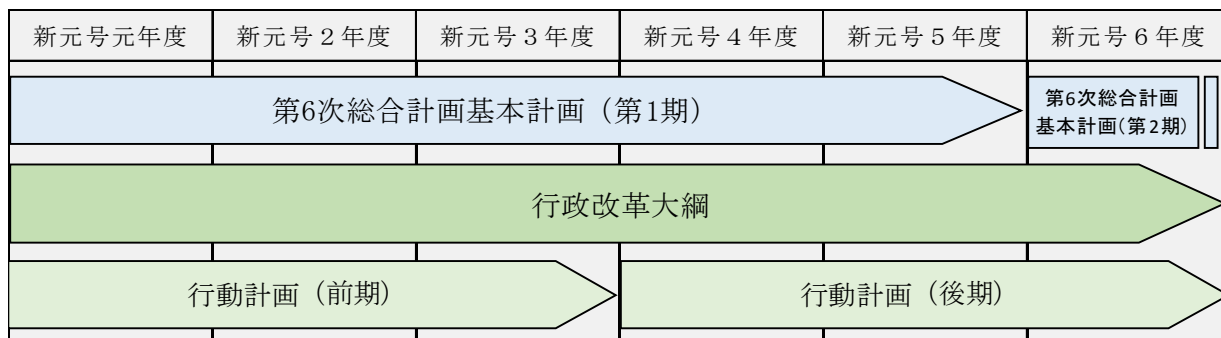 新元号元年度 新元号２年度 新元号３年度 新元号４年度 新元号５年度 新元号６年度
第6次総合計画基本計画（第1期）
第6次総合計画
基本計画(第2期)
行政改革大綱
行動計画（前期） 行動計画（後期）